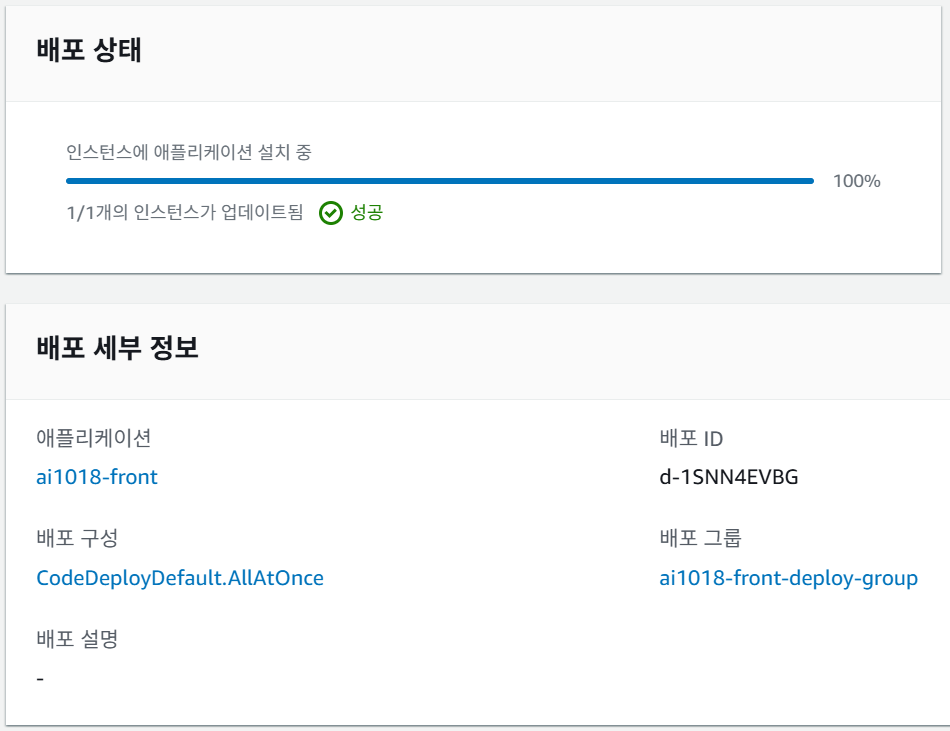 배포 상태
인스턴스에 애플리케이션 설치 중
100%
1/1개의 인스턴스가 업데이트됨 성공
배포 세부 정보
애플리케이션
ai1018-front
배포 ID
d-1SNN4EVBG
배포 구성
CodeDeployDefault.AllAtOnce
배포 그룹
ai1018-front-deploy-group
배포 설명
-